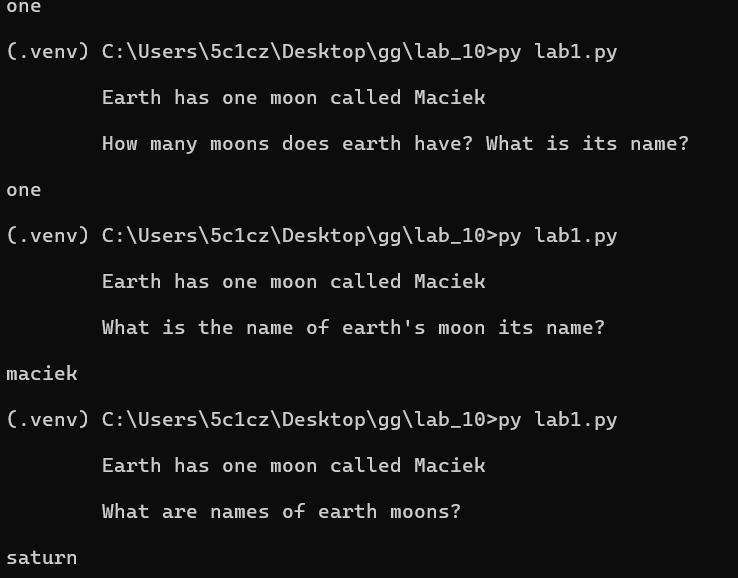 one
(.venv) C:\Users\5c1cz\Desktop\gg\lab_10>py lab1.py
Earth has one moon called Maciek
How many moons does earth have? What is its name?
one
(.venv) C:\Users\5c1cz\Desktop\gg\lab_10>py lab1.py
Earth has one moon called Maciek
What is the name of earth's moon its name?
maciek
(.venv) C:\Users\5c1cz\Desktop\gg\lab_10>py lab1.py
Earth has one moon called Maciek
What are names of earth moons?
saturn